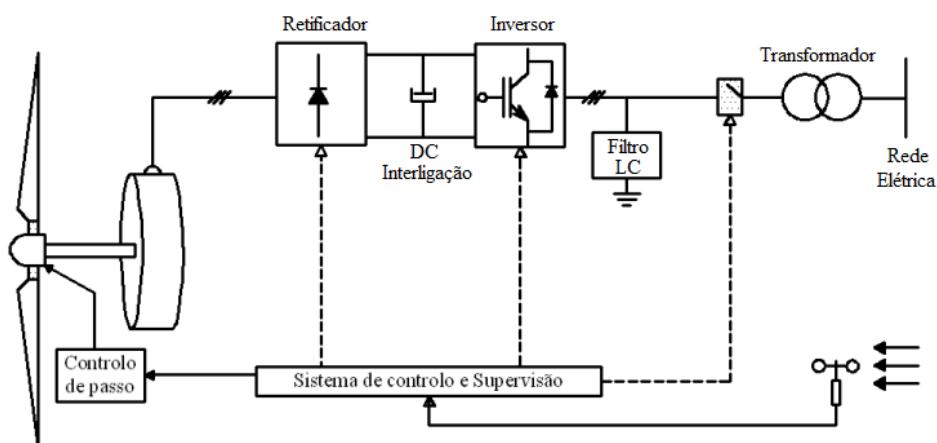 Retificador
Inversor
Transformador
DC
Interligação
Filtro
LC
Rede
Elétrica
Controlo
de passo
Sistema de controlo e Supervisão